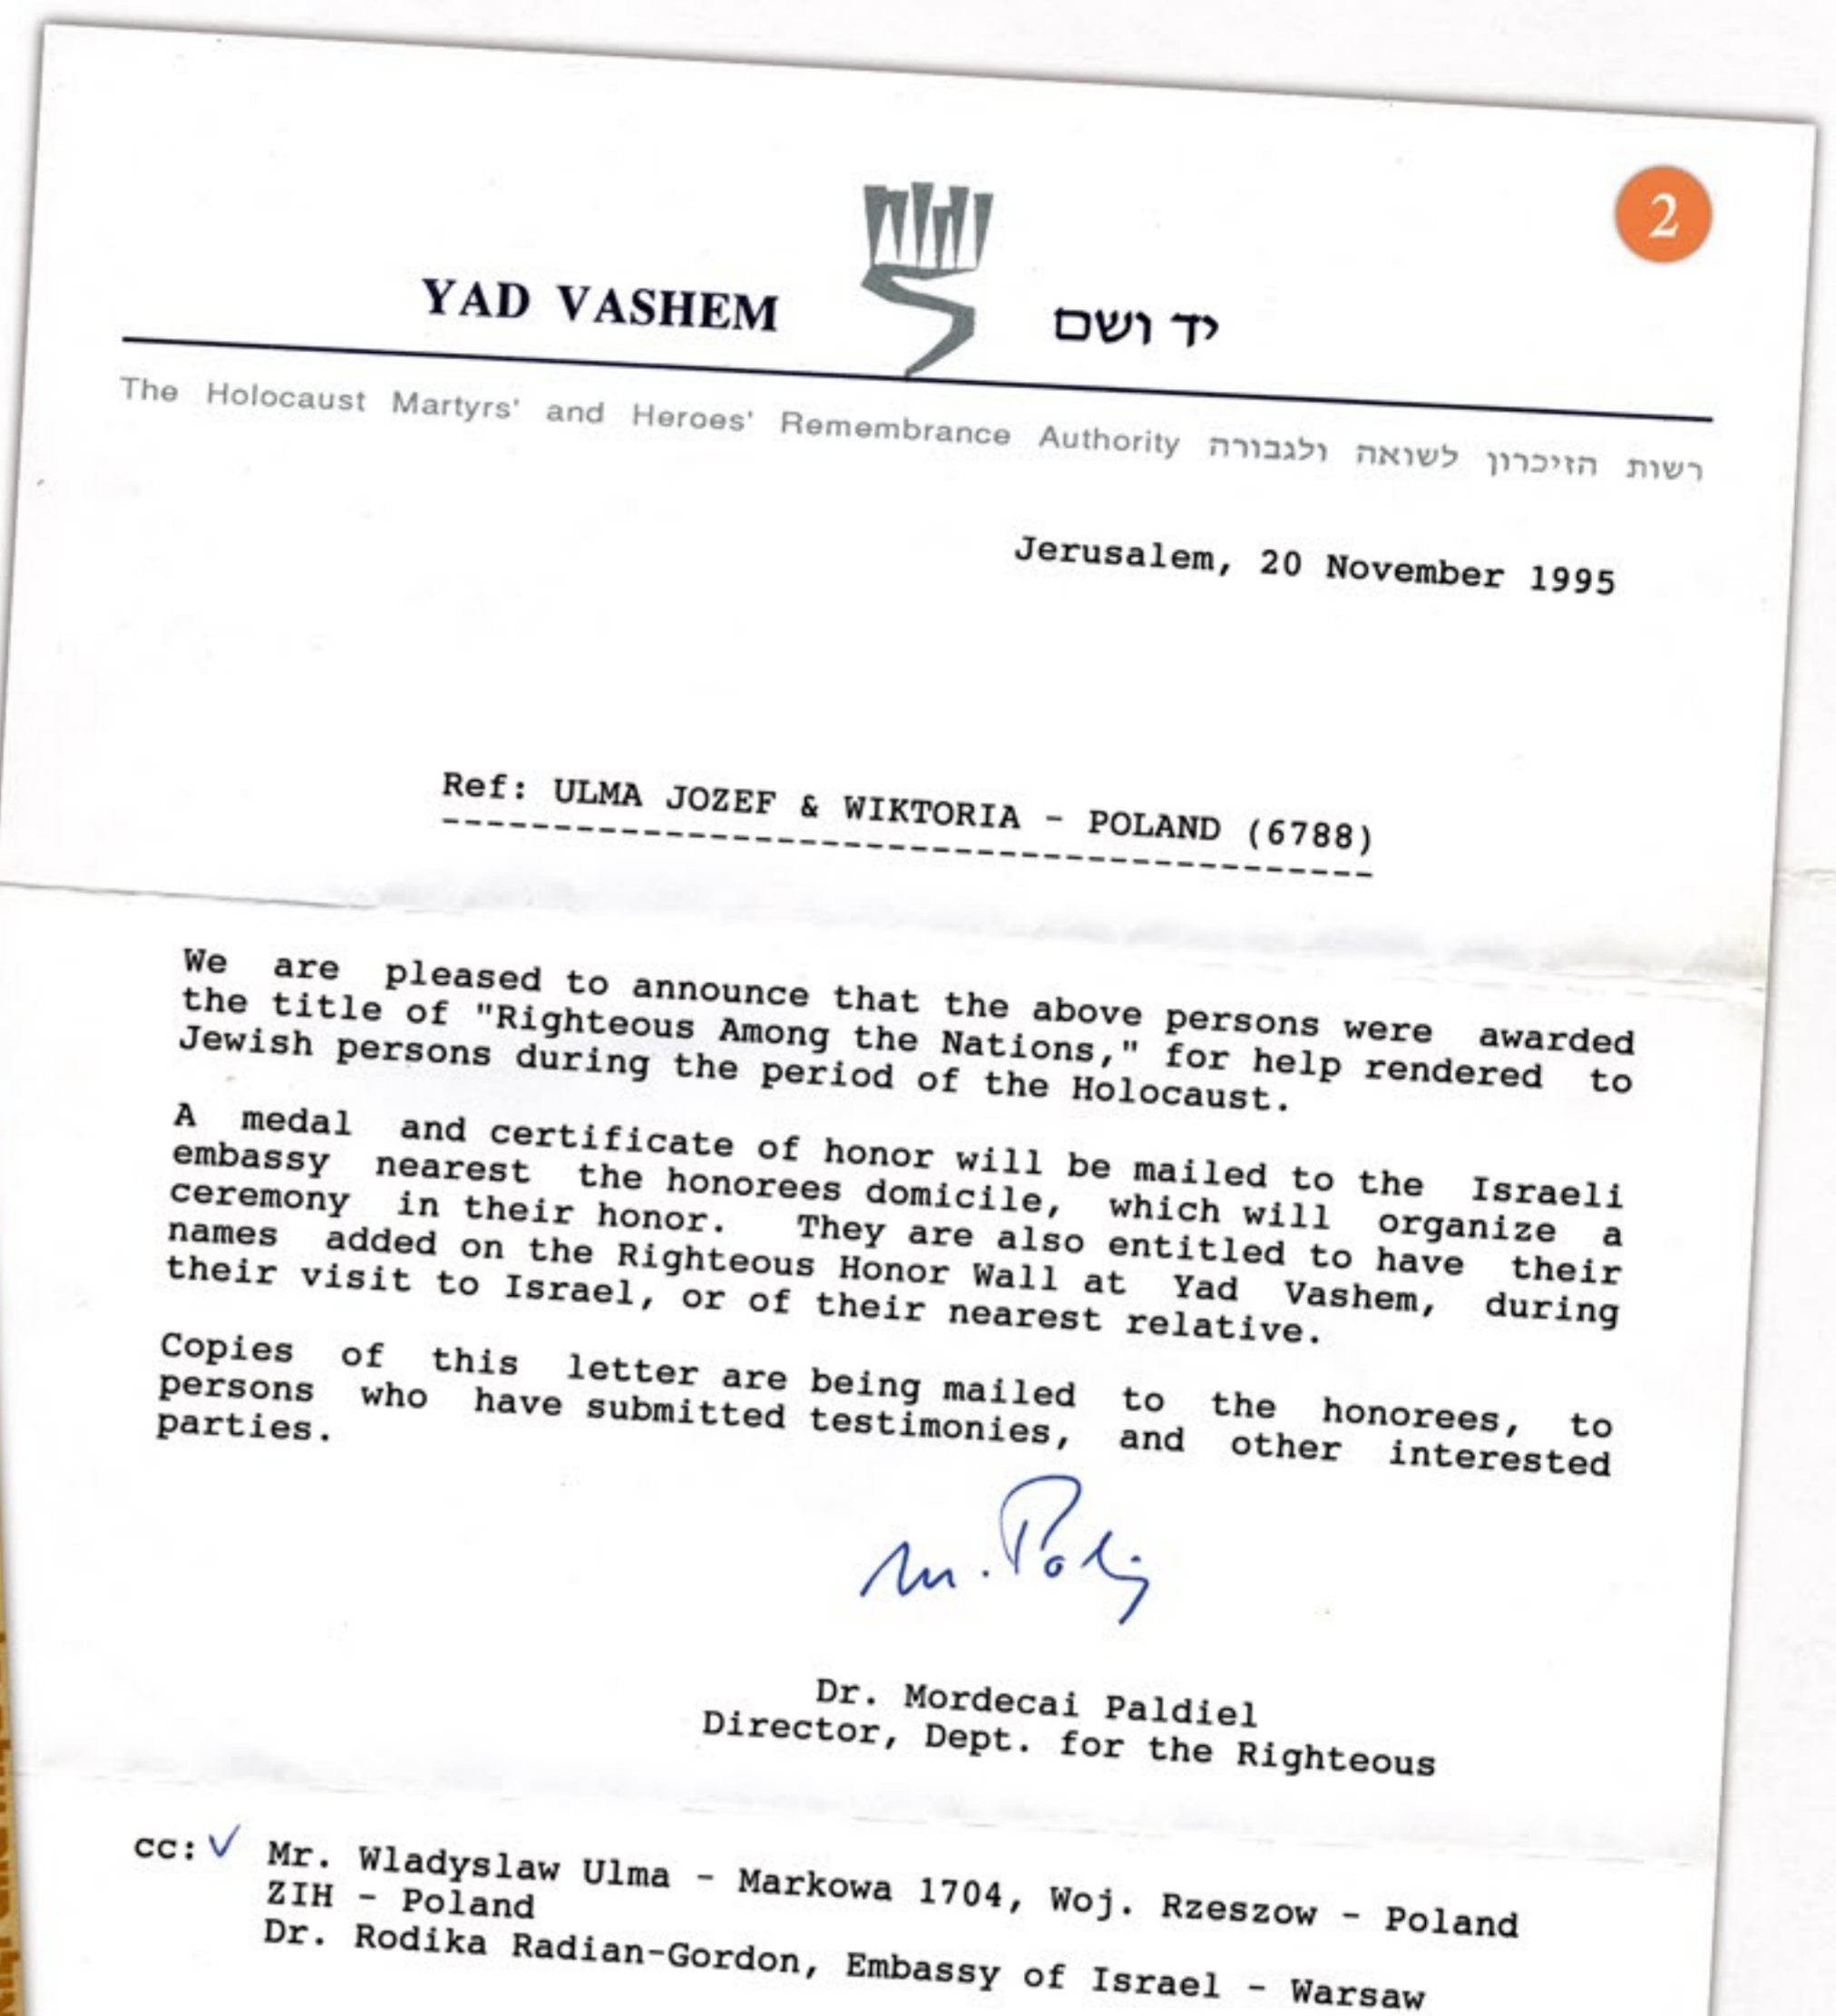 2
YAD VASHEM יד ושם
The Holocaust Martyrs' and Heroes' Remembrance Authority רשות הזיכרון לשואה ולגבורה
Jerusalem, 20 November 1995
Ref: ULMA JOZEF & WIKTORIA - POLAND (6788)
We are pleased to announce that the above persons were awarded
the title of "Righteous Among the Nations," for help rendered to
Jewish persons during the period of the Holocaust.
A medal and certificate of honor will be mailed to the Israeli
embassy nearest the honorees domicile, which will organize a
ceremony in their honor. They are also entitled to have their
names added on the Righteous Honor Wall at Yad Vashem, during
their visit to Israel, or of their nearest relative.
Copies of this letter are being mailed to the honorees, to
persons who have submitted testimonies, and other interested
parties.
Dr. Mordecai Paldiel
Director, Dept. for the Righteous
cc: Mr. Wladyslaw Ulma - Markowa 1704, Woj. Rzeszow - Poland
ZIH - Poland
Dr. Rodika Radian-Gordon, Embassy of Israel - Warsaw